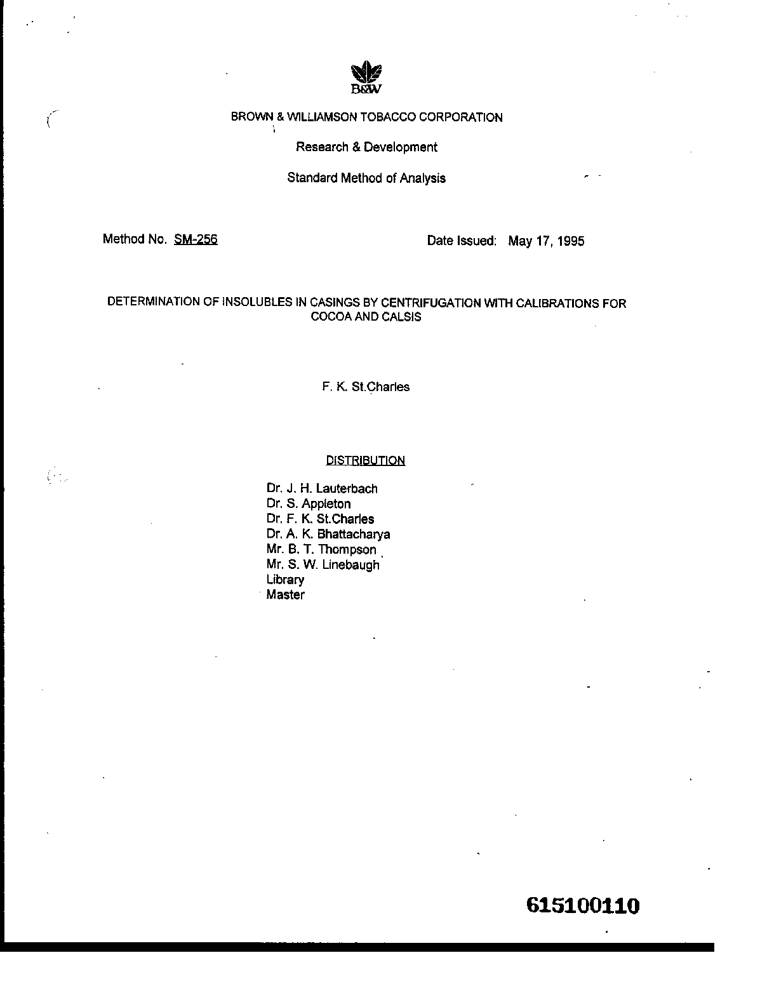 B&W
BROWN & WILLIAMSON TOBACCO CORPORATION
Research & Development
Standard Method of Analysis
Method No. SM-256 Date Issued: May 17, 1995
DETERMINATION OF INSOLUBLES IN CASINGS BY CENTRIFUGATION WITH CALIBRATIONS FOR
COCOA AND CALSIS
F. K. St.Charles
DISTRIBUTION
Dr. J. H. Lauterbach
Dr. S. Appleton
Dr. F. K. St.Charles
Dr. A. K. Bhattacharya
Mr. B. T. Thompson
Mr. S. W. Linebaugh
Library
Master
615100110